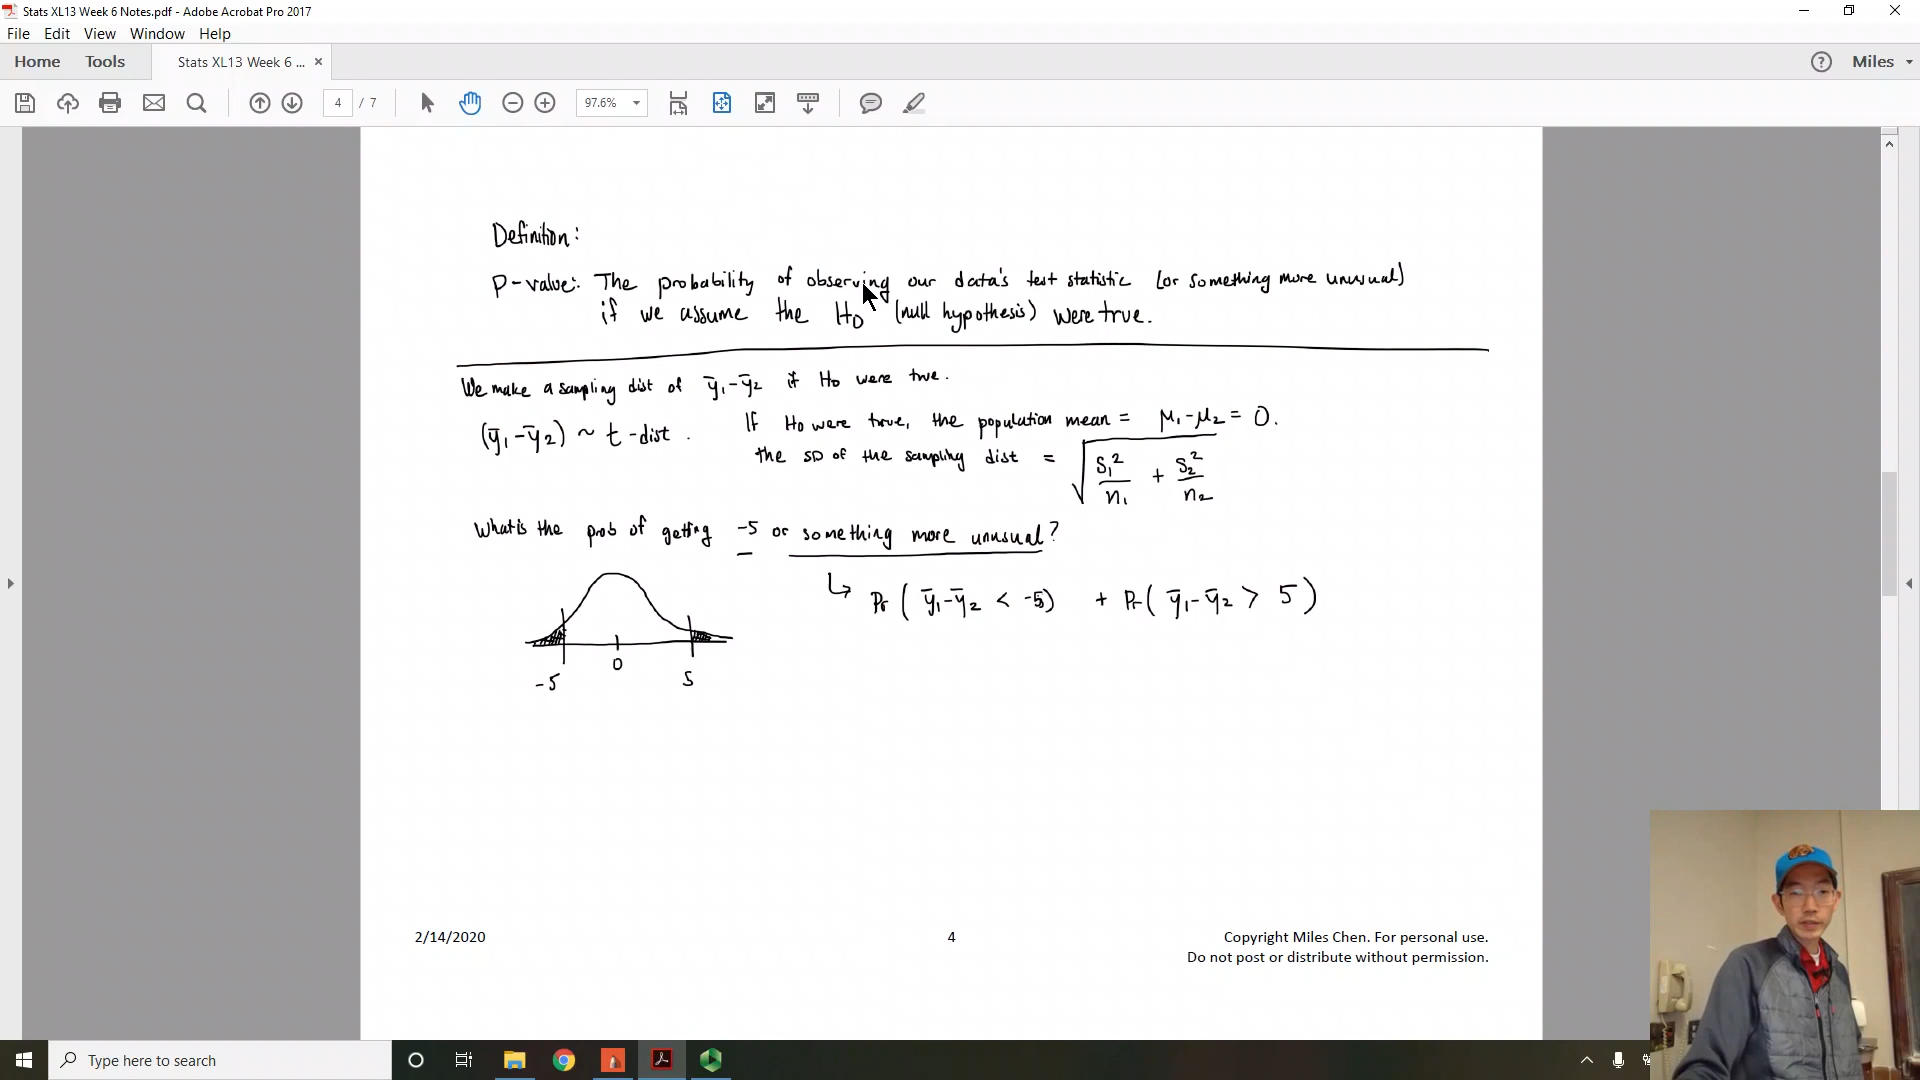 Stats XL13 Week 6 Notes.pdf - Adobe Acrobat Pro 2017
File Edit View Window Help
Home Tools Stats XL13 Week 6 ... × Miles
4 / 7 97.6%
Definition:
P-value: The probability of observing our data's test statistic (or something more unusual)
if we assume the H₀ (null hypothesis) were true.
We make a sampling dist of ȳ₁-ȳ₂ if H₀ were true.
(ȳ₁-ȳ₂) ~ t-dist. If H₀ were true, the population mean = μ₁-μ₂ = 0.
the SD of the sampling dist = √(S₁²/n₁ + S₂²/n₂)
What is the prob of getting -5 or something more unusual?
↳ Pr(ȳ₁-ȳ₂ < -5) + Pr(ȳ₁-ȳ₂ > 5)
0
-5 5
2/14/2020 4 Copyright Miles Chen. For personal use.
Do not post or distribute without permission.
Type here to search